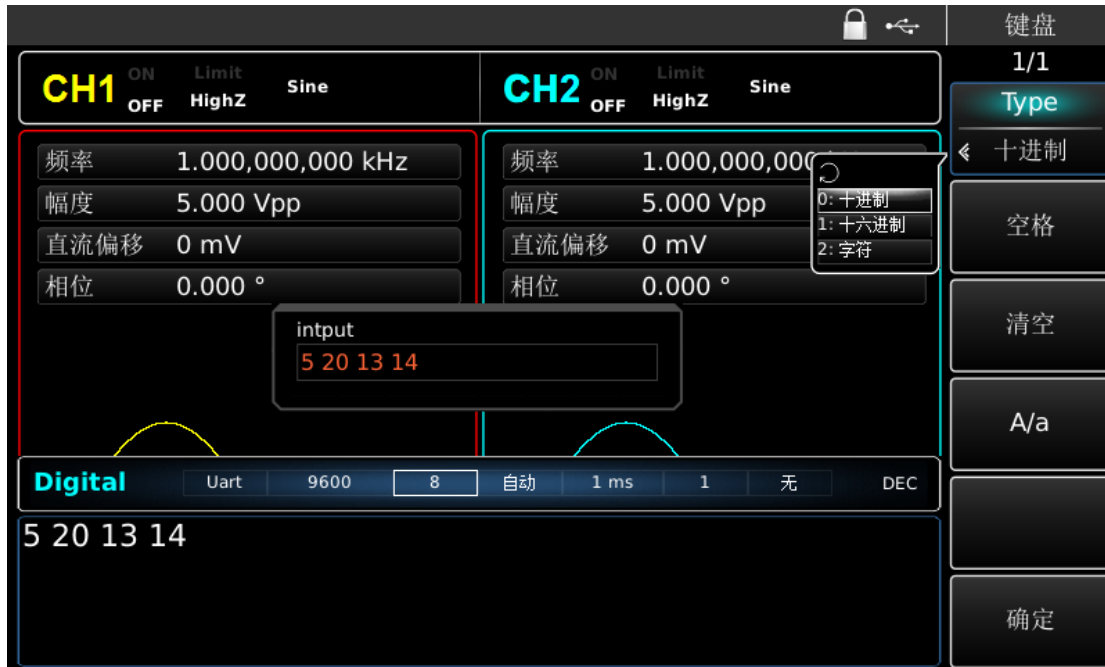 键盘
1/1
CH1 ON OFF Limit HighZ Sine
CH2 ON OFF Limit HighZ Sine
Type
十进制
频率 1.000,000,000 kHz
幅度 5.000 Vpp
直流偏移 0 mV
相位 0.000 °
频率 1.000,000,000
幅度 5.000 Vpp
直流偏移 0 mV
相位 0.000 °
0: 十进制
1: 十六进制
2: 字符
空格
清空
A/a
确定
intput
5 20 13 14
Digital Uart 9600 8 自动 1 ms 1 无 DEC
5 20 13 14